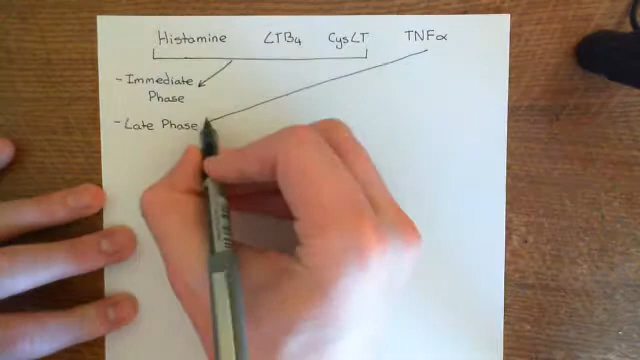 Histamine LTB4 CysLT TNFα
- Immediate
Phase
- Late Phase